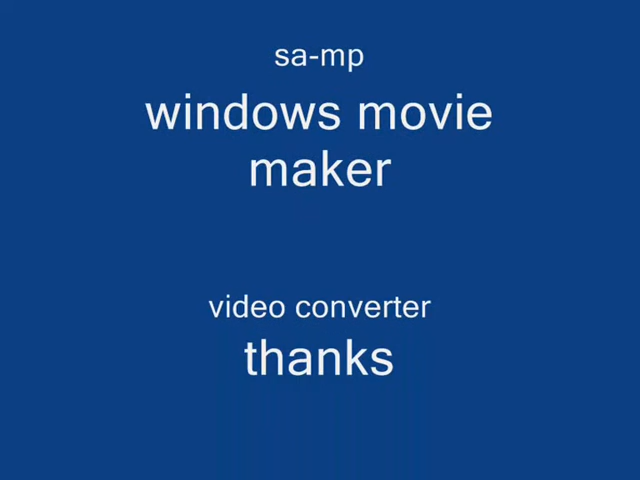 sa-mp
windows movie
maker
video converter
thanks